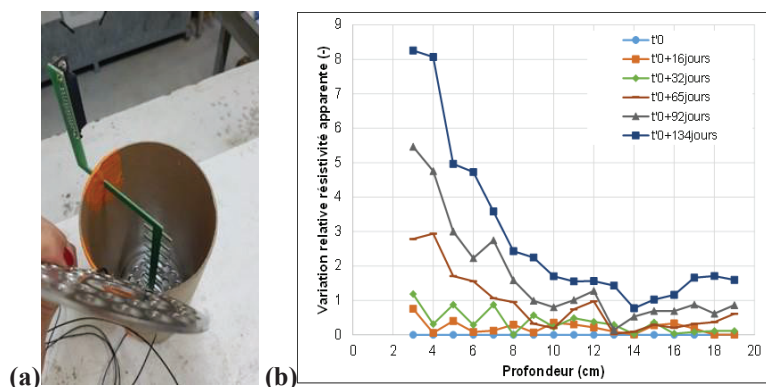 (a)
(b)
Variation relative résistivité apparente (-)
9
8
7
6
5
4
3
2
1
0
0 2 4 6 8 10 12 14 16 18 20
Profondeur (cm)
t'0
t'0+16jours
t'0+32jours
t'0+65jours
t'0+92jours
t'0+134jours